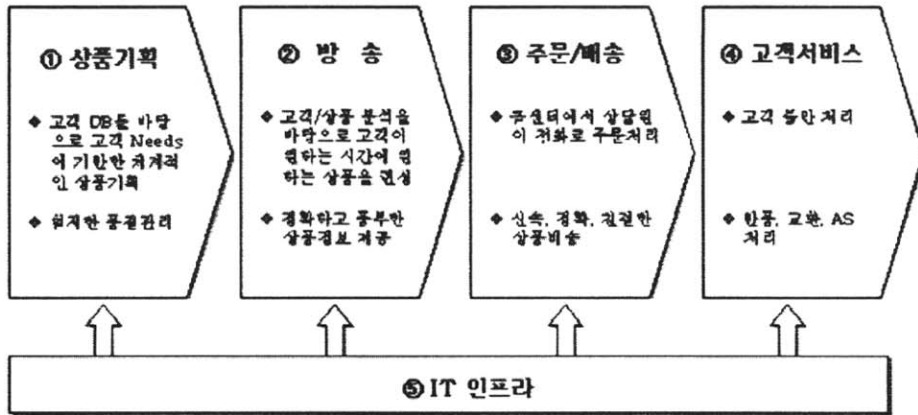 ① 상품기획
❖ 고객 DB를 바탕
으로 고객 Needs
에 기반한 체계적
인 상품기획
❖ 철저한 품질관리
② 방 송
❖ 고객/상품 분석을
바탕으로 고객이
원하는 시간에 원
하는 상품을 편성
❖ 정확하고 풍부한
상품정보 제공
③ 주문/배송
❖ 콜센터에서 상담원
이 전화로 주문처리
❖ 신속, 정확, 친절한
상품배송
④ 고객서비스
❖ 고객 불만 처리
❖ 반품, 교환, AS
처리
⑤ IT 인프라